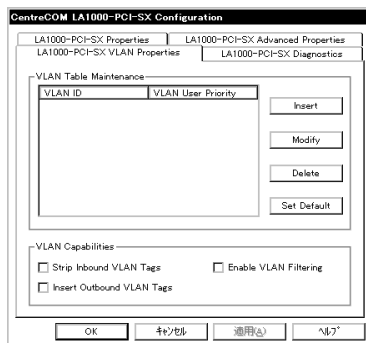 CentreCOM LA1000-PCI-SX Configuration
LA1000-PCI-SX Properties
LA1000-PCI-SX Advanced Properties
LA1000-PCI-SX VLAN Properties
LA1000-PCI-SX Diagnostics
VLAN Table Maintenance
VLAN ID
VLAN User Priority
Insert
Modify
Delete
Set Default
VLAN Capabilities
Strip Inbound VLAN Tags
Enable VLAN Filtering
Insert Outbound VLAN Tags
OK
ｷｬﾝｾﾙ
適用(A)
ﾍﾙﾌﾟ